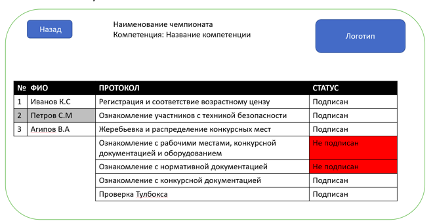 Назад
Наименование чемпионата
Компетенция: Название компетенции
Логотип
№ ФИО ПРОТОКОЛ СТАТУС
1 Иванов К.С Регистрация и соответствие возрастному цензу Подписан
2 Петров С.М Ознакомление участников с техникой безопасности Подписан
3 Агипов В.А Жеребьевка и распределение конкурсных мест Подписан
Ознакомление с рабочими местами, конкурсной Не подписан
документацией и оборудованием
Ознакомление с нормативной документацией Не подписан
Ознакомление с конкурсной документацией Подписан
Проверка Тулбокса Подписан